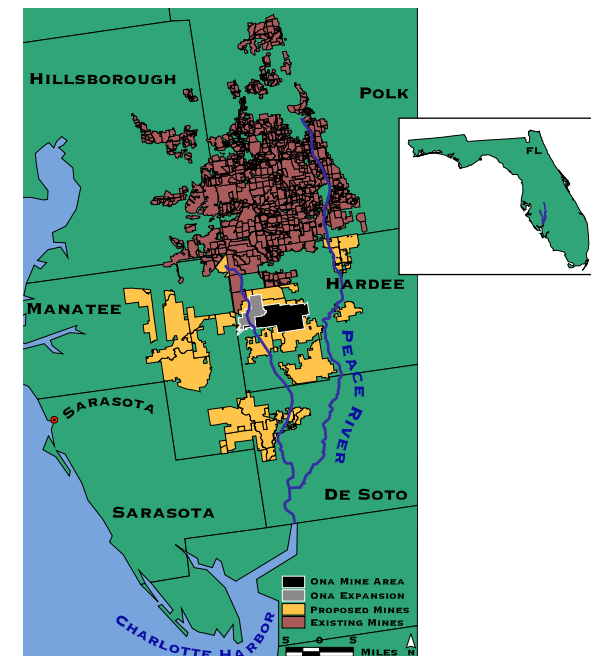 HILLSBOROUGH
POLK
FL
HARDEE
MANATEE
PEACE RIVER
SARASOTA
DE SOTO
SARASOTA
ONA MINE AREA
ONA EXPANSION
PROPOSED MINES
EXISTING MINES
CHARLOTTE HARBOR
5 0 5
MILES N